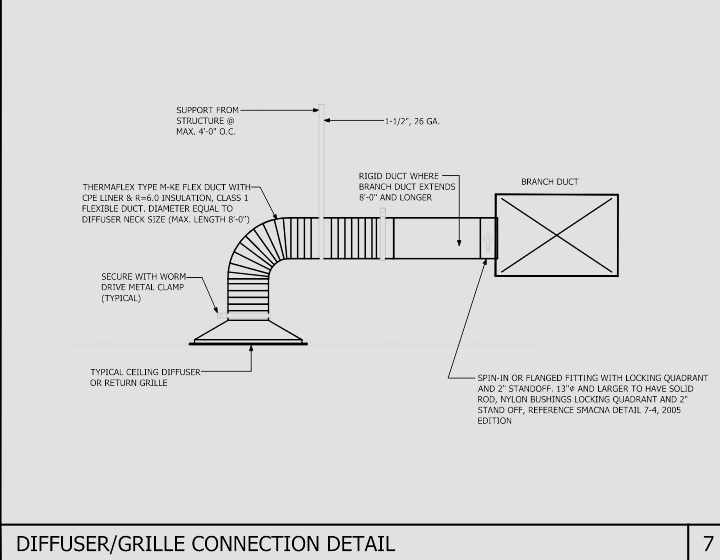 SUPPORT FROM
STRUCTURE @
MAX. 4'-0" O.C.
1-1/2", 26 GA.
THERMAFLEX TYPE M-KE FLEX DUCT WITH
CPE LINER & R=6.0 INSULATION, CLASS 1
FLEXIBLE DUCT. DIAMETER EQUAL TO
DIFFUSER NECK SIZE (MAX. LENGTH 8'-0")
RIGID DUCT WHERE
BRANCH DUCT EXTENDS
8'-0" AND LONGER
BRANCH DUCT
SECURE WITH WORM
DRIVE METAL CLAMP
(TYPICAL)
TYPICAL CEILING DIFFUSER
OR RETURN GRILLE
SPIN-IN OR FLANGED FITTING WITH LOCKING QUADRANT
AND 2" STANDOFF. 13"ø AND LARGER TO HAVE SOLID
ROD, NYLON BUSHINGS LOCKING QUADRANT AND 2"
STAND OFF, REFERENCE SMACNA DETAIL 7-4, 2005
EDITION
DIFFUSER/GRILLE CONNECTION DETAIL
7